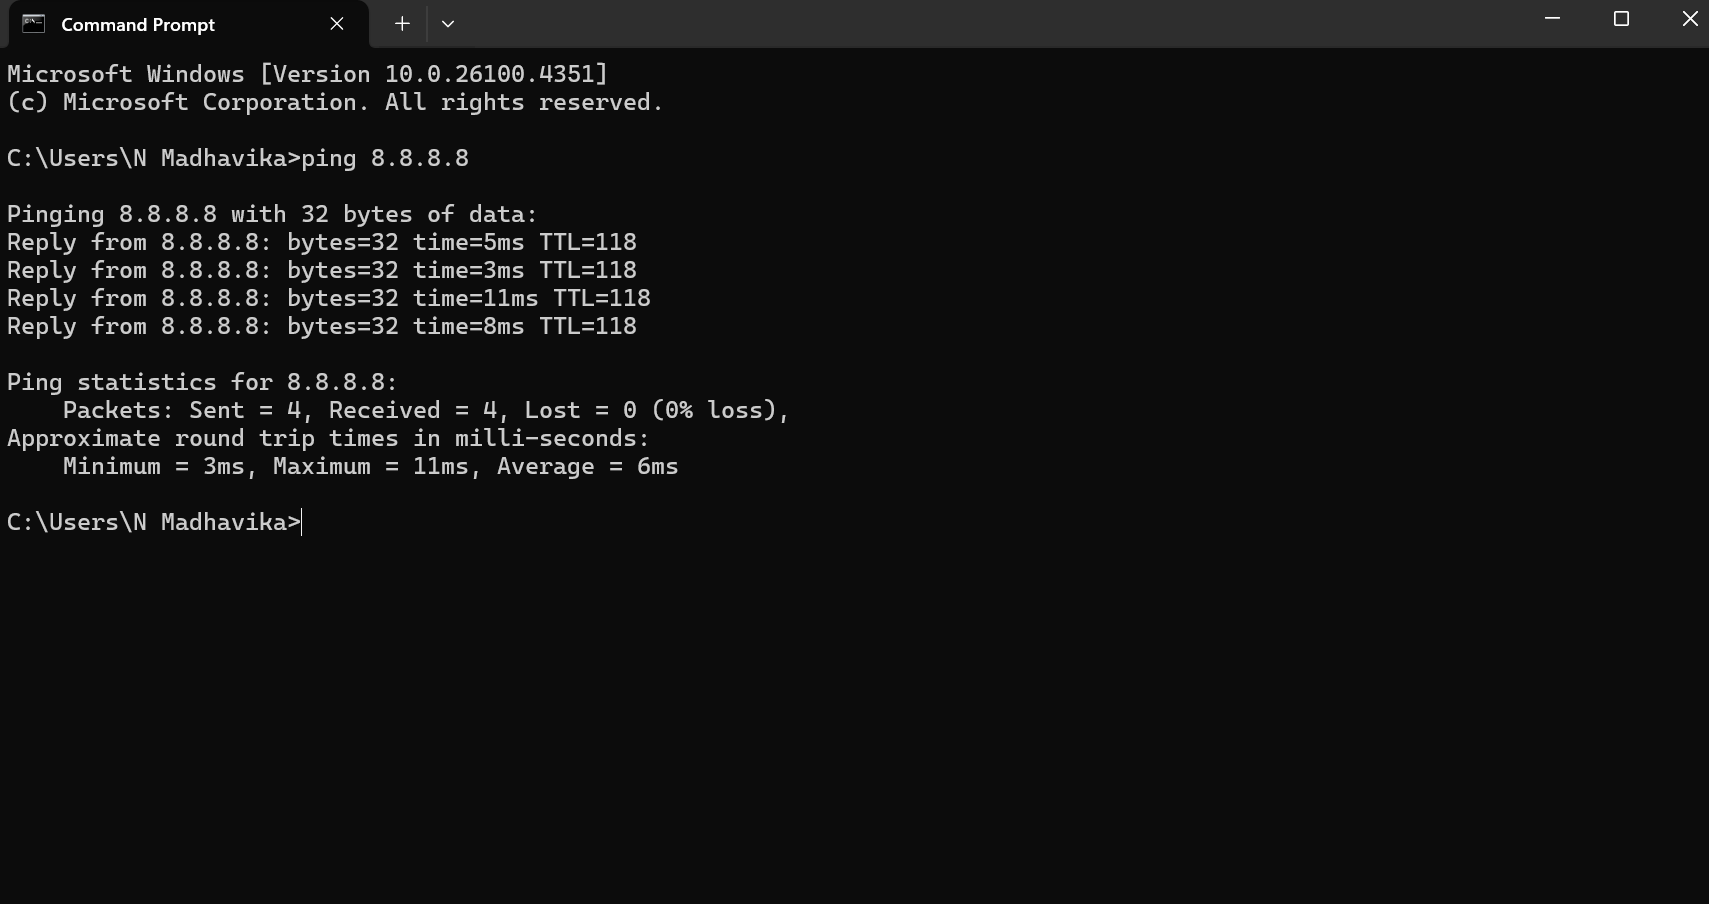 Command Prompt
Microsoft Windows [Version 10.0.26100.4351]
(c) Microsoft Corporation. All rights reserved.
C:\Users\N Madhavika>ping 8.8.8.8
Pinging 8.8.8.8 with 32 bytes of data:
Reply from 8.8.8.8: bytes=32 time=5ms TTL=118
Reply from 8.8.8.8: bytes=32 time=3ms TTL=118
Reply from 8.8.8.8: bytes=32 time=11ms TTL=118
Reply from 8.8.8.8: bytes=32 time=8ms TTL=118
Ping statistics for 8.8.8.8:
    Packets: Sent = 4, Received = 4, Lost = 0 (0% loss),
Approximate round trip times in milli-seconds:
    Minimum = 3ms, Maximum = 11ms, Average = 6ms
C:\Users\N Madhavika>